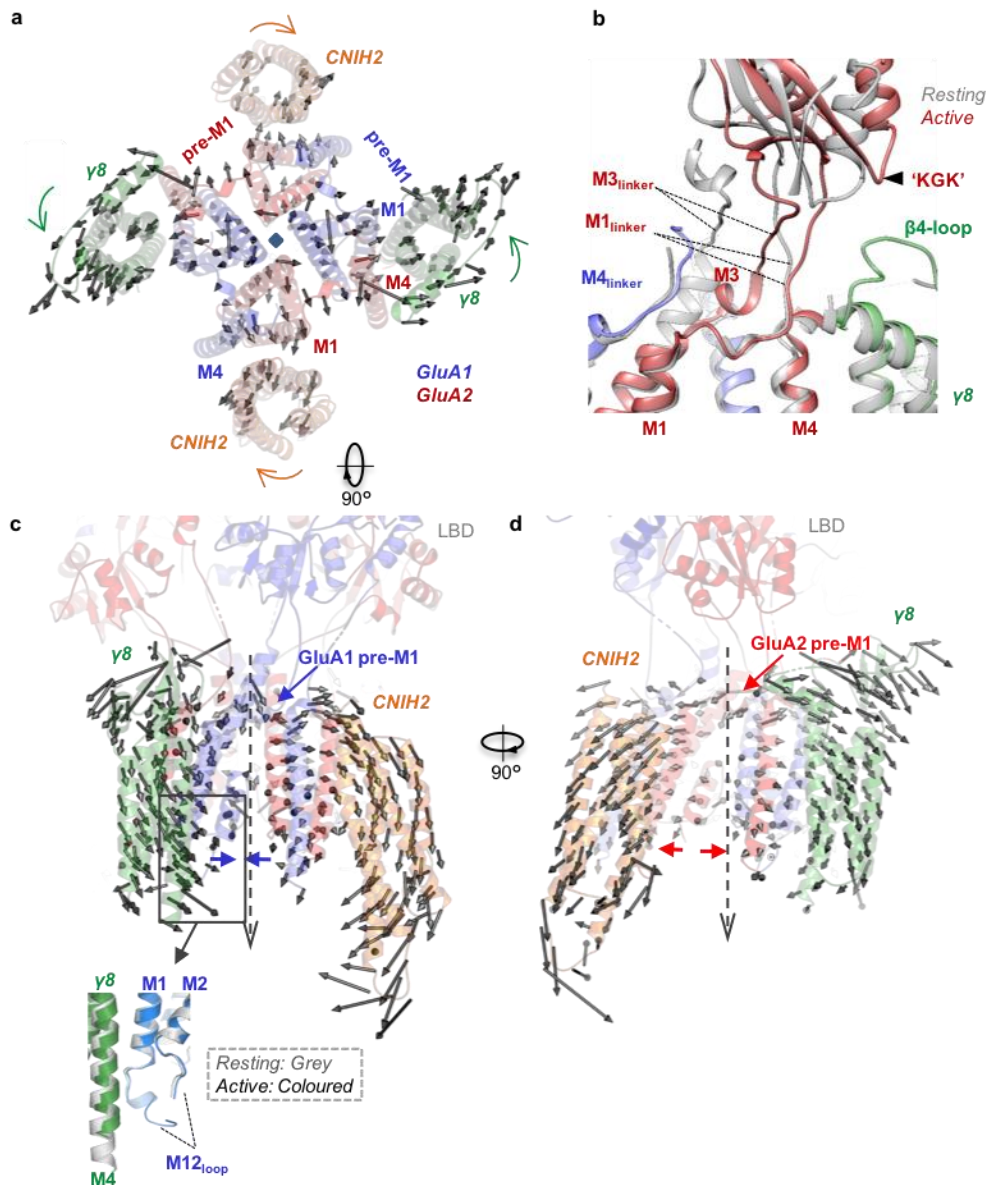 a
CNIH2
pre-M1
pre-M1
γ8
M1
M4
γ8
M1
M4
GluA1
GluA2
CNIH2
90°
b
Resting
Active
M3linker
'KGK'
M1linker
β4-loop
M4linker
M3
γ8
M1
M4
c
LBD
γ8
GluA1 pre-M1
CNIH2
90°
d
LBD
γ8
GluA2 pre-M1
CNIH2
γ8
M1
M2
Resting: Grey
Active: Coloured
M12loop
M4